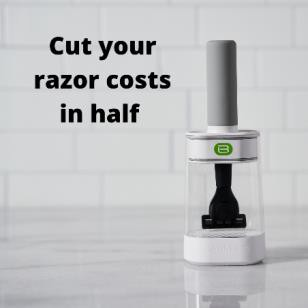 Cut your
razor costs
in half
B